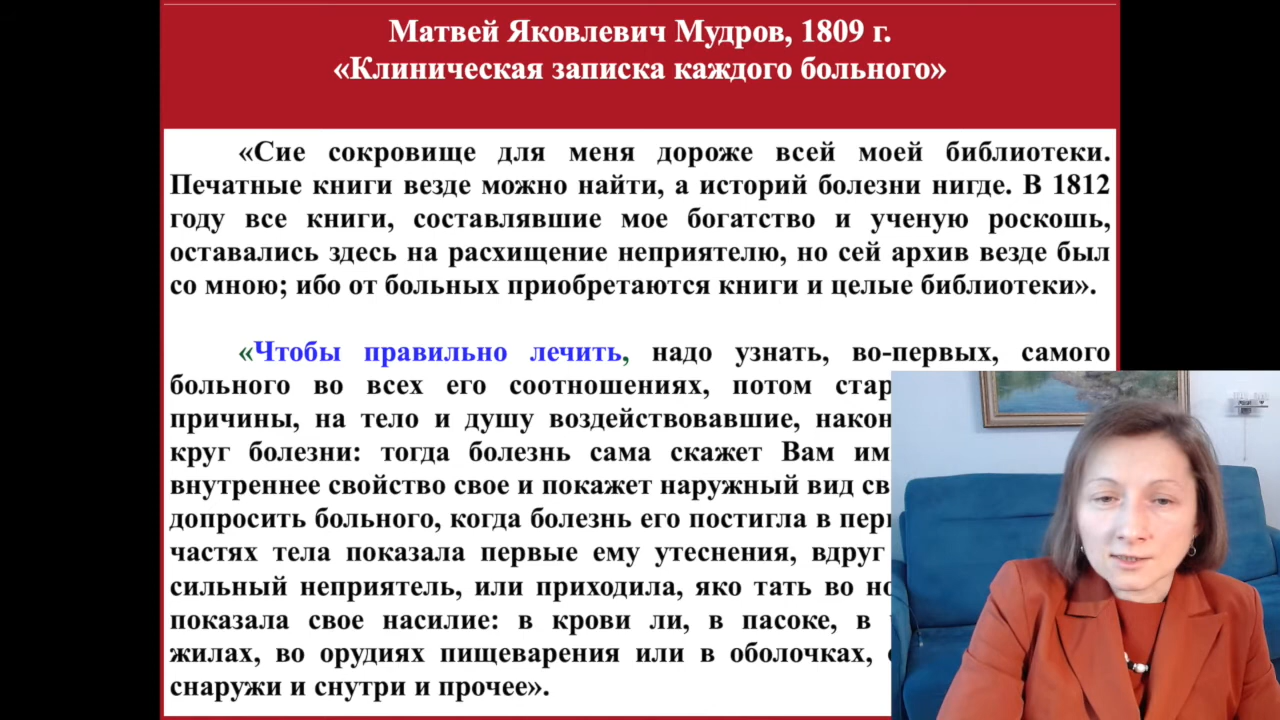 Матвей Яковлевич Мудров, 1809 г.
«Клиническая записка каждого больного»
«Сие сокровище для меня дороже всей моей библиотеки.
Печатные книги везде можно найти, а историй болезни нигде. В 1812
году все книги, составлявшие мое богатство и ученую роскошь,
оставались здесь на расхищение неприятелю, но сей архив везде был
со мною; ибо от больных приобретаются книги и целые библиотеки».
«Чтобы правильно лечить, надо узнать, во-первых, самого
больного во всех его соотношениях, потом
причины, на тело и душу воздействовавшие,
круг болезни: тогда болезнь сама скажет Вам
внутреннее свойство свое и покажет наружный вид
допросить больного, когда болезнь его постигла в
частях тела показала первые ему утеснения, вдруг
сильный неприятель, или приходила, яко тать во
показала свое насилие: в крови ли, в пасоке, в
жилах, во орудиях пищеварения или в оболочках,
снаружи и снутри и прочее».